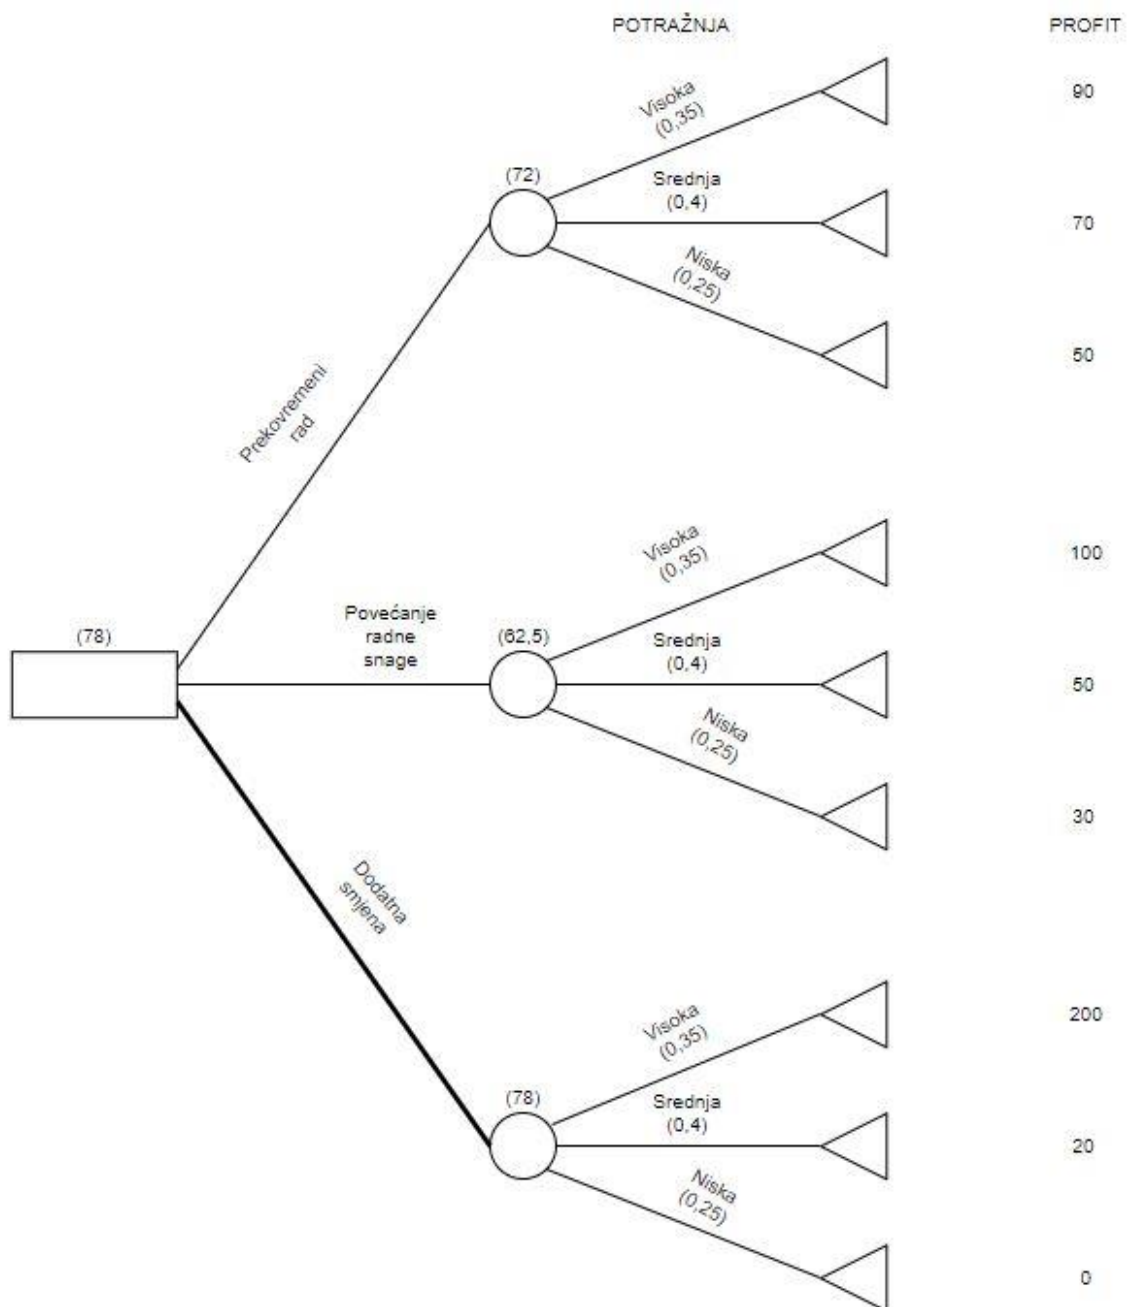 POTRAŽNJA
PROFIT
Visoka
(0,35)
90
(72)
Srednja
(0,4)
70
Niska
(0,25)
50
Prekovremeni
rad
Visoka
(0,35)
100
(78)
Povećanje
radne
snage
(62,5)
Srednja
(0,4)
50
Niska
(0,25)
30
Dodatna
smjena
Visoka
(0,35)
200
(78)
Srednja
(0,4)
20
Niska
(0,25)
0